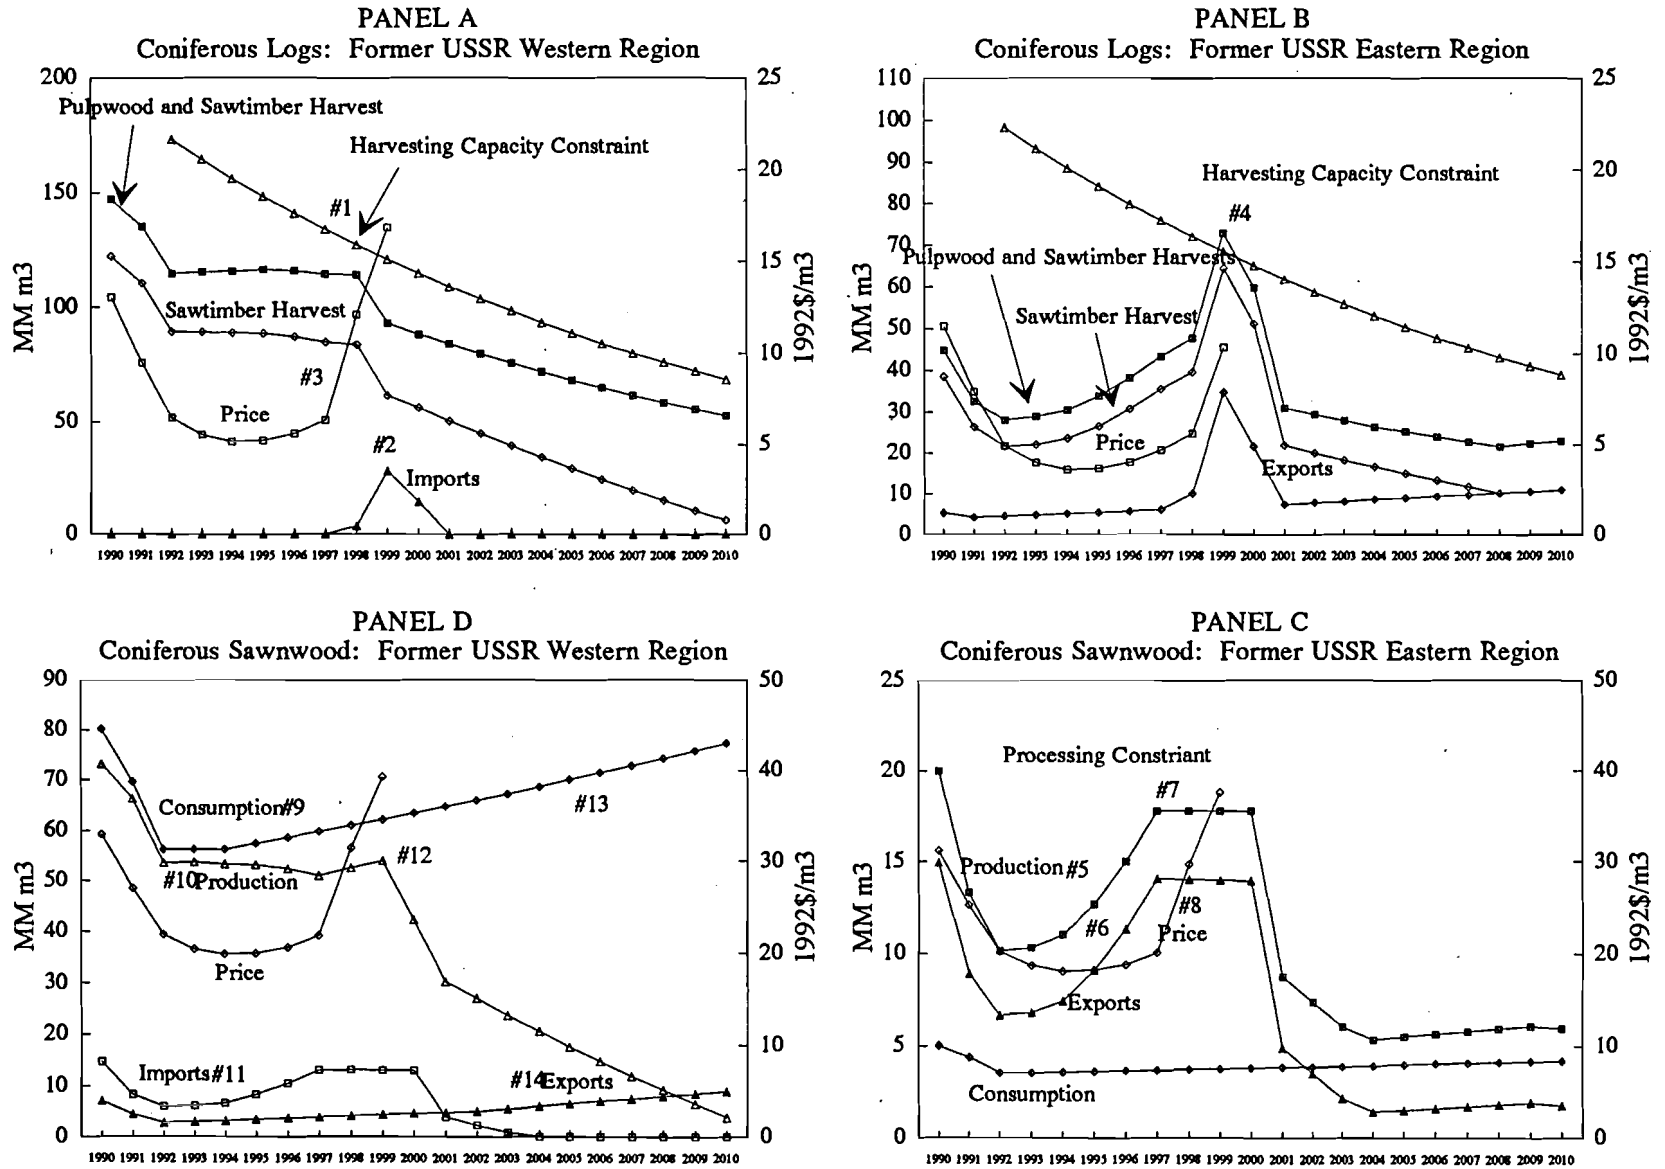 PANEL A
Coniferous Logs: Former USSR Western Region
200
25
Pulpwood and Sawtimber Harvest
Harvesting Capacity Constraint
20
150
#1
15
MM m3
1992$/m3
100
Sawtimber Harvest
10
#3
Price
50
#2
5
Imports
0
0
1990 1991 1992 1993 1994 1995 1996 1997 1998 1999 2000 2001 2002 2003 2004 2005 2006 2007 2008 2009 2010
PANEL B
Coniferous Logs: Former USSR Eastern Region
110
25
100
90
20
Harvesting Capacity Constraint
80
#4
70
Pulpwood and Sawtimber Harvests
15
60
MM m3
1992$/m3
50
Sawtimber Harvest
10
40
30
Price
5
20
Exports
10
0
0
1990 1991 1992 1993 1994 1995 1996 1997 1998 1999 2000 2001 2002 2003 2004 2005 2006 2007 2008 2009 2010
PANEL D
Coniferous Sawnwood: Former USSR Western Region
90
50
80
70
40
Consumption#9
#13
60
#12
30
50
#10Production
MM m3
1992$/m3
40
20
Price
30
20
10
Imports#11
#14Exports
10
0
0
1990 1991 1992 1993 1994 1995 1996 1997 1998 1999 2000 2001 2002 2003 2004 2005 2006 2007 2008 2009 2010
PANEL C
Coniferous Sawnwood: Former USSR Eastern Region
25
50
Processing Constriant
20
40
#7
15
30
Production#5
#8
MM m3
1992$/m3
#6
Price
10
20
Exports
5
10
Consumption
0
0
1990 1991 1992 1993 1994 1995 1996 1997 1998 1999 2000 2001 2002 2003 2004 2005 2006 2007 2008 2009 2010